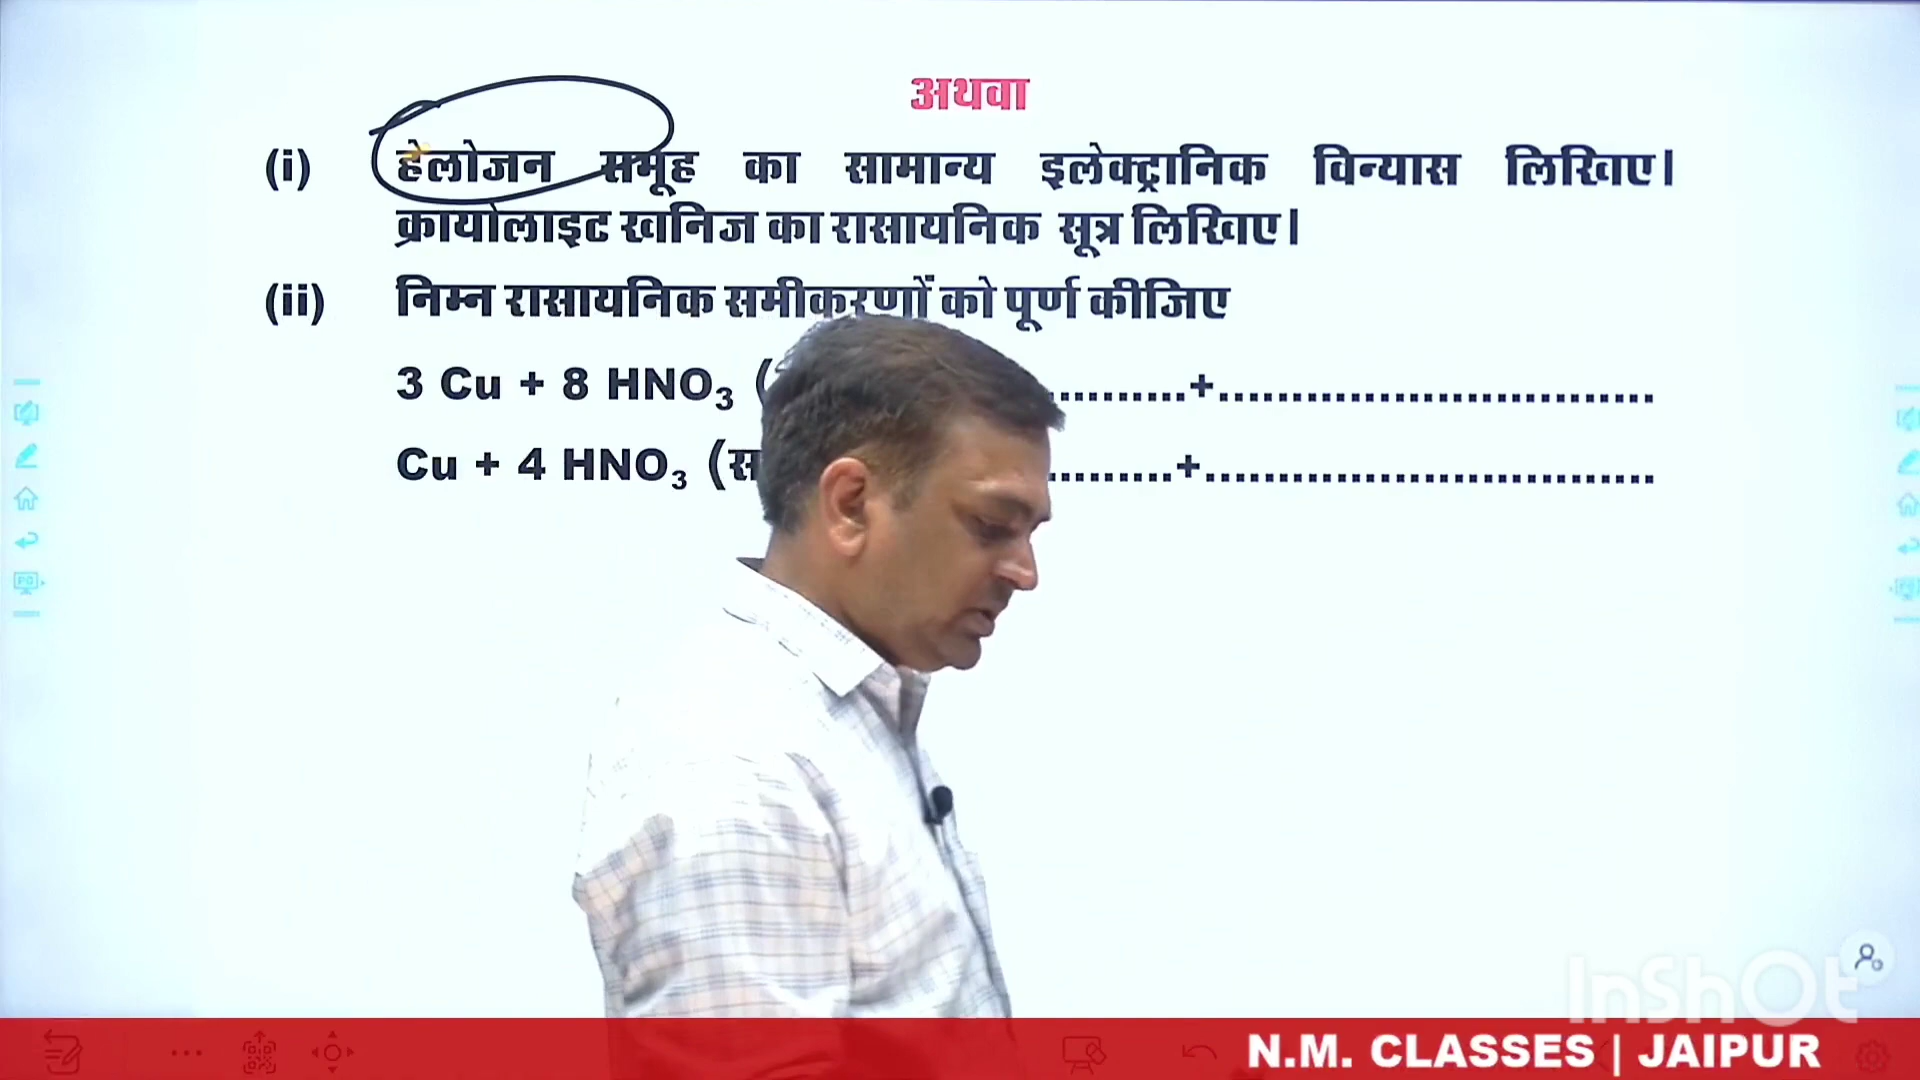 अथवा
(i) हेलोजन समूह का सामान्य इलेक्ट्रानिक विन्यास लिखिए।
क्रायोलाइट खनिज का रासायनिक सूत्र लिखिए।
(ii) निम्न रासायनिक समीकरणों को पूर्ण कीजिए
3 Cu + 8 HNO₃ ( ..........+..............................
Cu + 4 HNO₃ (स .........+...............................
InShOt
N.M. CLASSES | JAIPUR